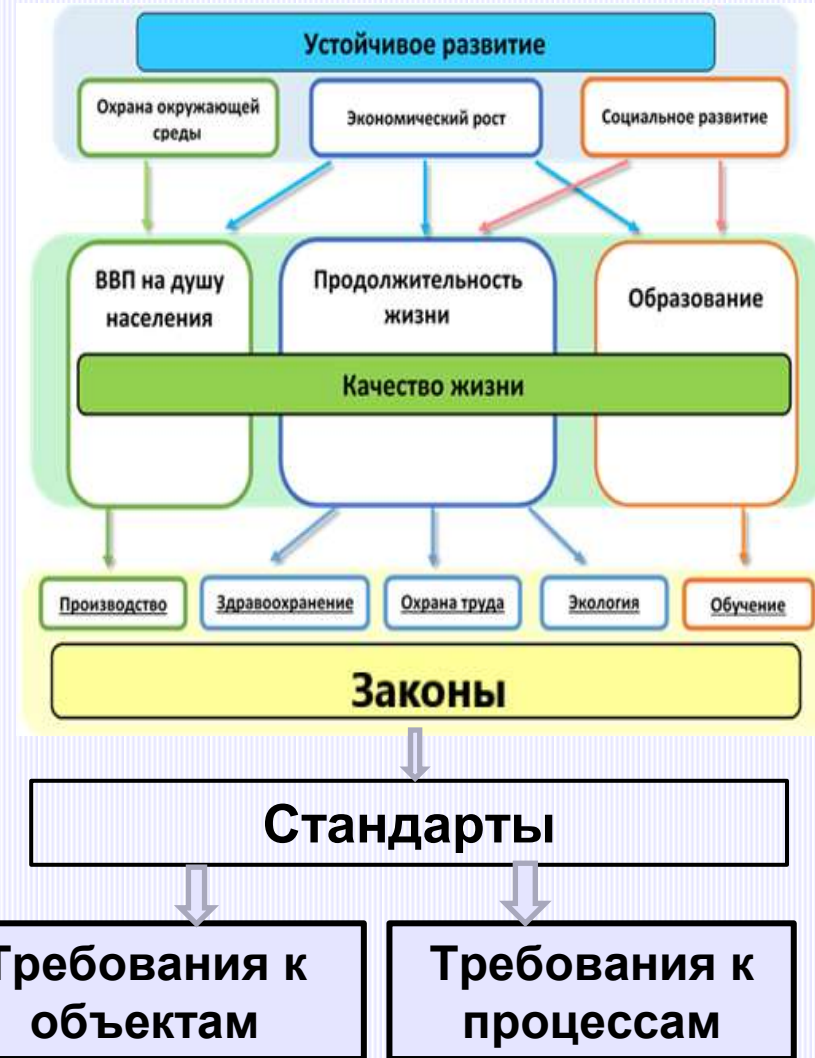 Устойчивое развитие
Охрана окружающей
среды
Экономический рост
Социальное развитие
ВВП на душу
населения
Продолжительность
жизни
Образование
Качество жизни
Производство
Здравоохранение
Охрана труда
Экология
Обучение
Законы
Стандарты
Требования к
объектам
Требования к
процессам